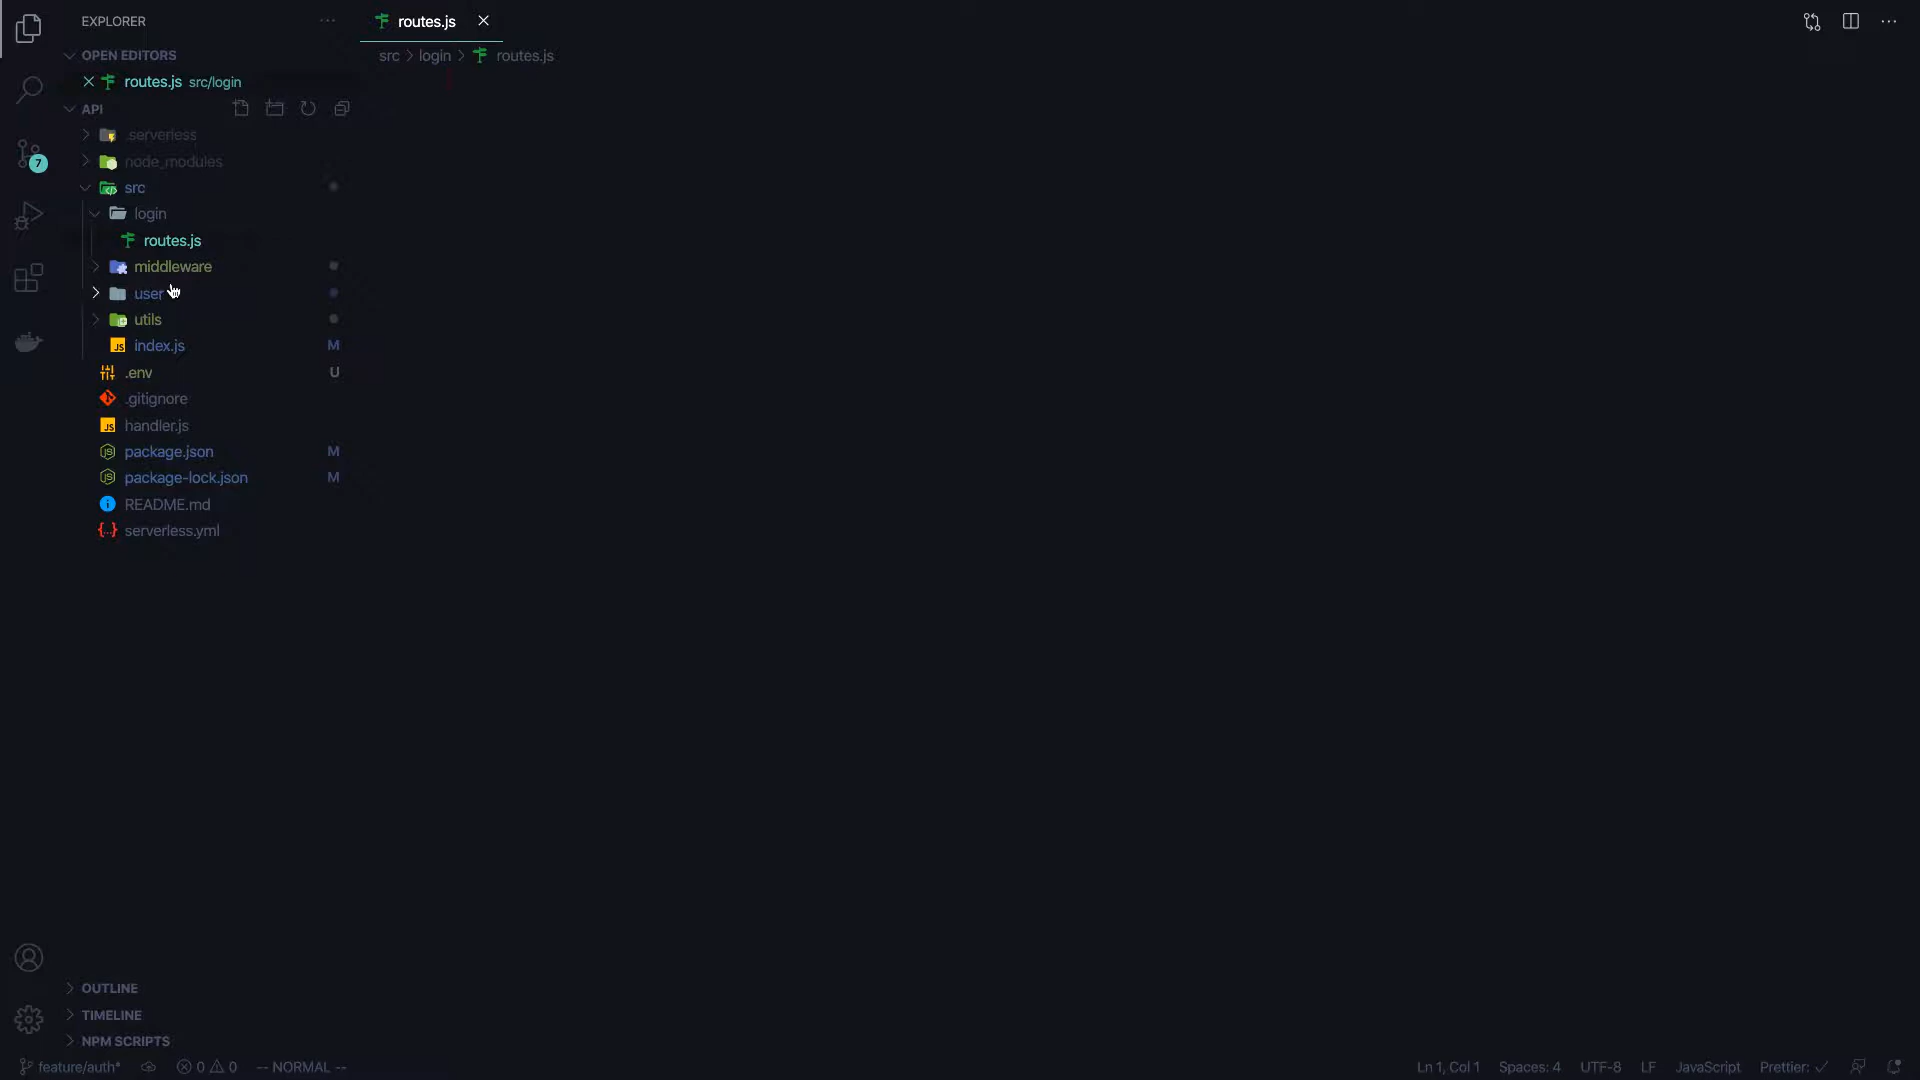 EXPLORER
routes.js
OPEN EDITORS
src > login > routes.js
routes.js src/login
API
.serverless
7
node_modules
src
login
routes.js
middleware
user
utils
index.js M
.env U
.gitignore
handler.js
package.json M
package-lock.json M
README.md
serverless.yml
OUTLINE
TIMELINE
NPM SCRIPTS
feature/auth* 0 0 -- NORMAL -- Ln 1, Col 1 Spaces: 4 UTF-8 LF JavaScript Prettier: ✓